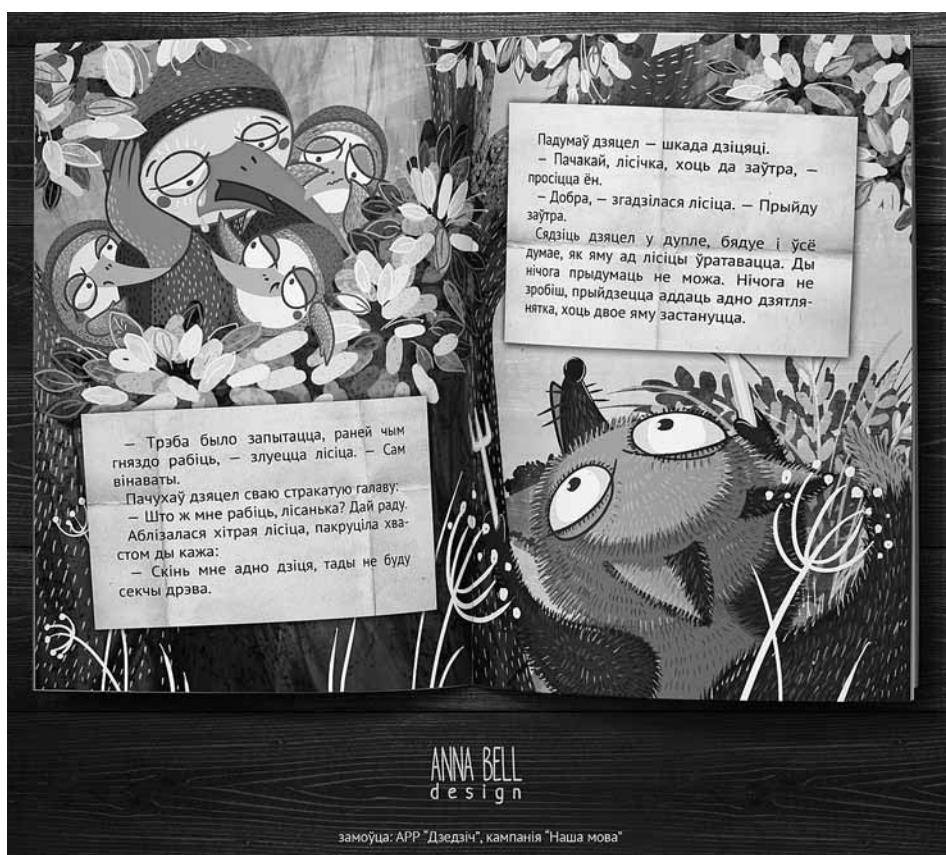 — Трэба было запытацца, раней чым
гняздо рабіць, — злуецца лісіца. — Сам
вінаваты.
Пачухаў дзяцел сваю стракатую галаву:
— Што ж мне рабіць, лісанька? Дай раду.
Аблізалася хітрая лісіца, пакруціла хва-
стом ды кажа:
— Скінь мне адно дзіця, тады не буду
секчы дрэва.
Падумаў дзяцел — шкада дзіцяці.
— Пачакай, лісічка, хоць да заўтра, —
просіцца ён.
— Добра, — згадзілася лісіца. — Прыйду
заўтра.
Сядзіць дзяцел у дупле, бядуе і ўсё
думае, як яму ад лісіцы ўратавацца. Ды
нічога прыдумаць не можа. Нічога не
зробіш, прыйдзецца аддаць адно дзятля-
нятка, хоць двое яму застануцца.
ANNA BELL
design
замоўца: АРР "Дзедзіч", кампанія "Наша мова"